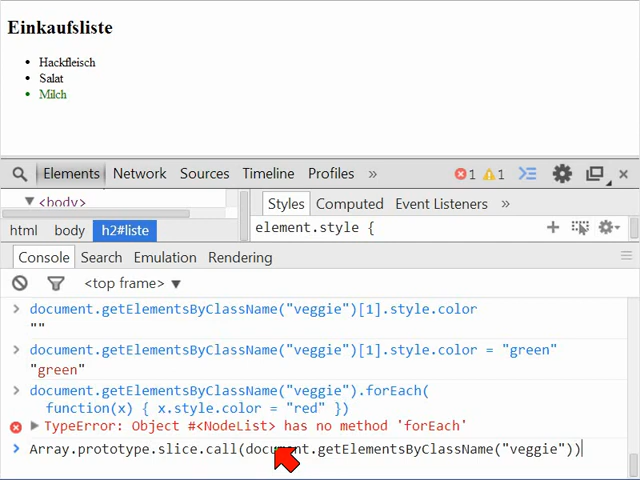 Einkaufsliste
Hackfleisch
Salat
Milch
Elements Network Sources Timeline Profiles » 1 1
<body>
Styles Computed Event Listeners »
html body h2#liste
element.style {
Console Search Emulation Rendering
<top frame> ▼
> document.getElementsByClassName("veggie")[1].style.color
""
> document.getElementsByClassName("veggie")[1].style.color = "green"
"green"
> document.getElementsByClassName("veggie").forEach(
function(x) { x.style.color = "red" })
TypeError: Object #<NodeList> has no method 'forEach'
> Array.prototype.slice.call(document.getElementsByClassName("veggie"))